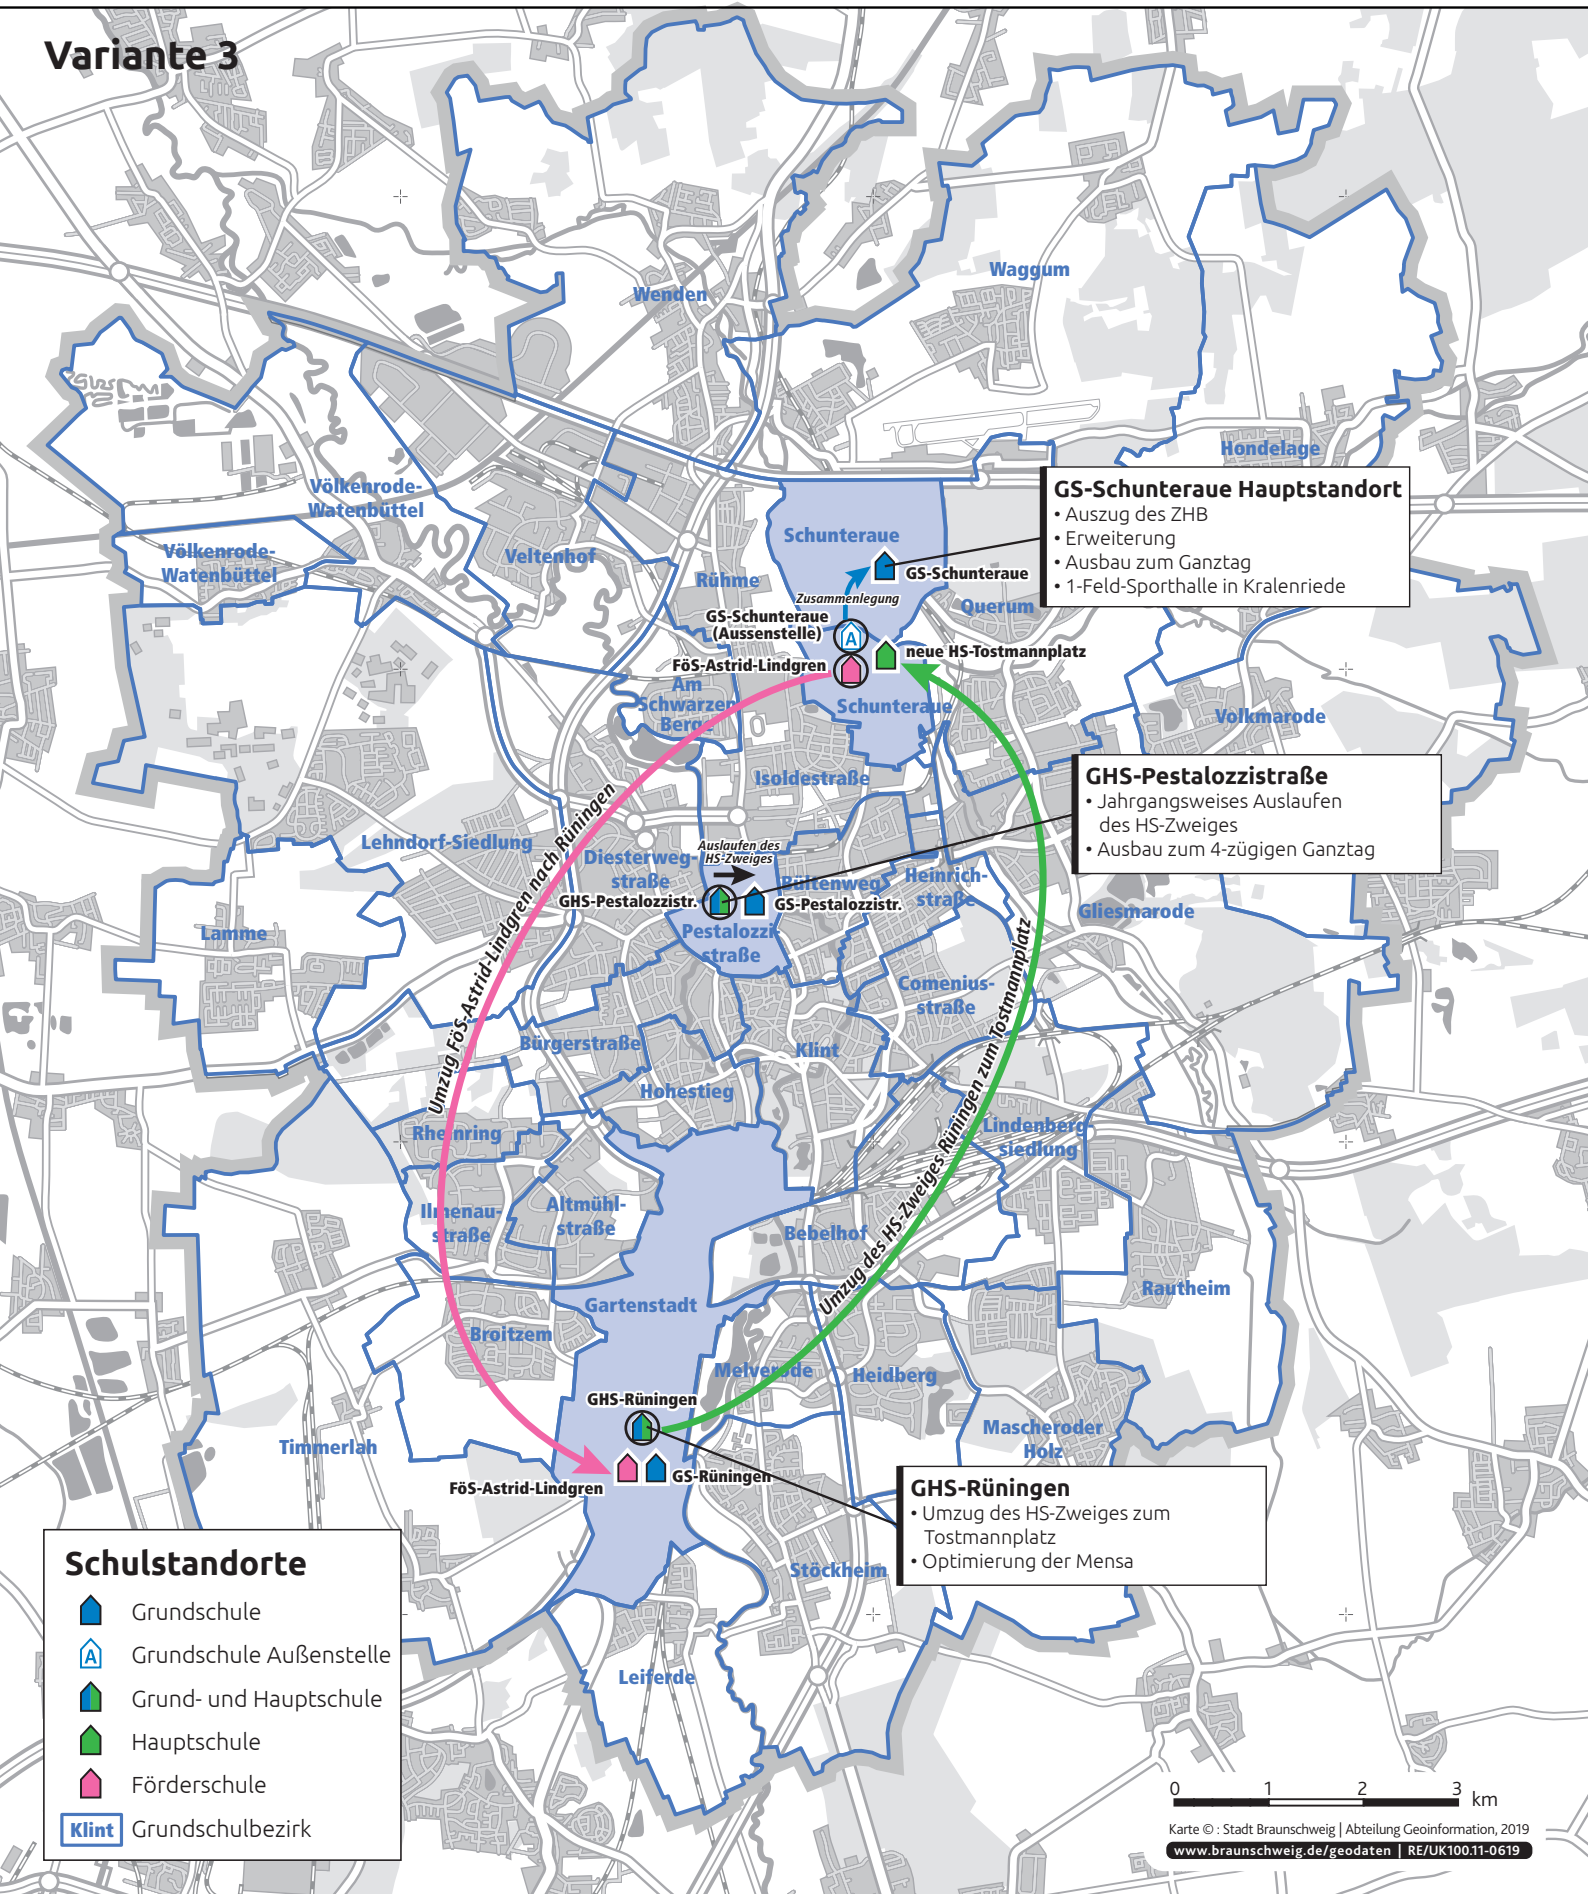 Variante 3
Wenden
Waggum
Hondelage
Völkenrode-
Watenbüttel
Völkenrode-
Watenbüttel
Veltenhof
Rühme
Schunteraue
GS-Schunteraue
Zusammenlegung
GS-Schunteraue
(Aussenstelle)
A
Querum
GS-Schunteraue Hauptstandort
• Auszug des ZHB
• Erweiterung
• Ausbau zum Ganztag
• 1-Feld-Sporthalle in Kralenriede
neue HS-Tostmannplatz
FöS-Astrid-Lindgren
Am
Schwarzen
Berge
Schunteraue
Volkmarode
Isoldestraße
GHS-Pestalozzistraße
• Jahrgangsweises Auslaufen
des HS-Zweiges
• Ausbau zum 4-zügigen Ganztag
Lehndorf-Siedlung
Diesterweg-
straße
Auslaufen des
HS-Zweiges
Bültenweg
Heinrich-
straße
GHS-Pestalozzistr.
GS-Pestalozzistr.
Gliesmarode
Lamme
Pestalozzi-
straße
Comenius-
straße
Umzug FöS-Astrid-Lindgren nach Rüningen
Umzug des HS-Zweiges Rüningen zum Tostmannplatz
Bürgerstraße
Klint
Hohestieg
Rheinring
Lindenberg-
siedlung
Ilmenau-
straße
Altmühl-
straße
Bebelhof
Gartenstadt
Rautheim
Broitzem
Melverode
Heidberg
GHS-Rüningen
Timmerlah
Mascheroder
Holz
GS-Rüningen
FöS-Astrid-Lindgren
GHS-Rüningen
• Umzug des HS-Zweiges zum
Tostmannplatz
• Optimierung der Mensa
Stöckheim
Leiferde
Schulstandorte
Grundschule
A Grundschule Außenstelle
Grund- und Hauptschule
Hauptschule
Förderschule
Klint Grundschulbezirk
0 1 2 3 km
Karte © : Stadt Braunschweig | Abteilung Geoinformation, 2019
www.braunschweig.de/geodaten | RE/UK100.11-0619